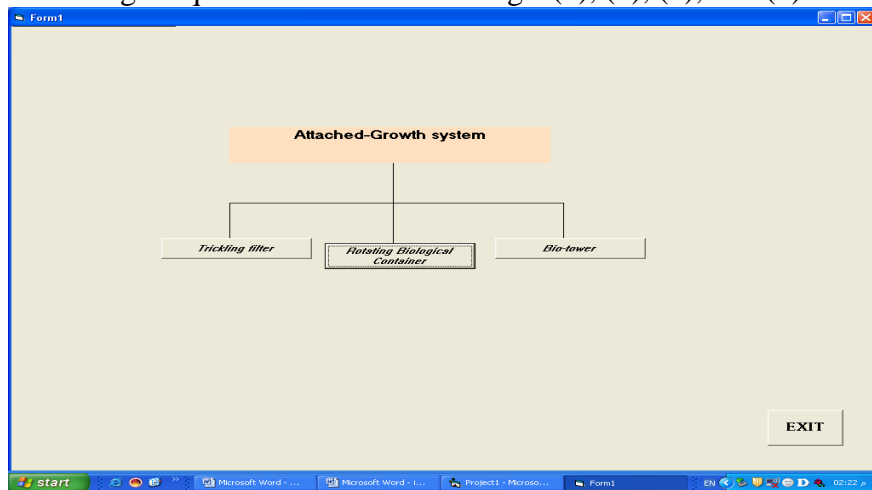 Form1
Attached-Growth system
Trickling filter
Rotating Biological
Container
Bio-tower
EXIT
start
Microsoft Word - ...
Microsoft Word - ...
Project1 - Microso...
Form1
EN
02:22